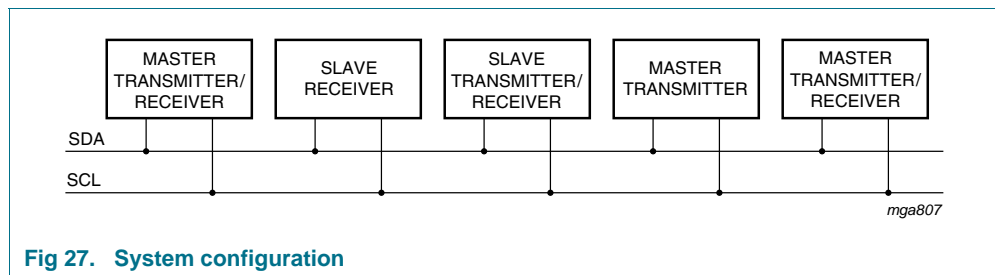 MASTER
TRANSMITTER/
RECEIVER
SLAVE
RECEIVER
SLAVE
TRANSMITTER/
RECEIVER
MASTER
TRANSMITTER
MASTER
TRANSMITTER/
RECEIVER
SDA
SCL
mga807
Fig 27. System configuration